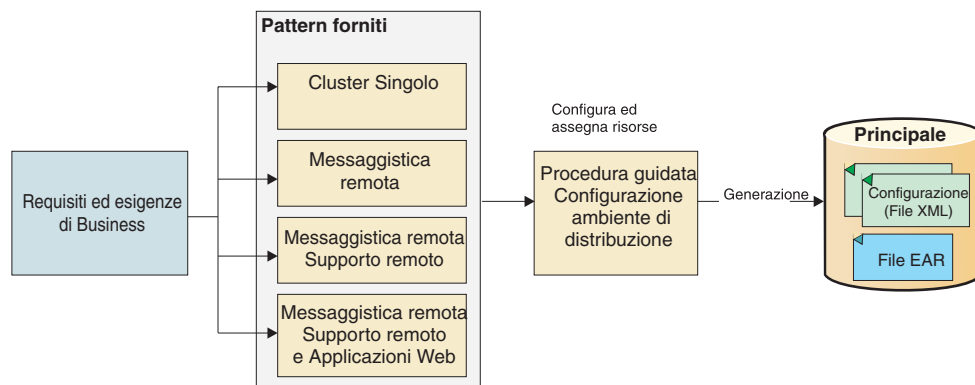 Pattern forniti
Cluster Singolo
Messaggistica
remota
Messaggistica remota
Supporto remoto
Messaggistica remota
Supporto remoto
e Applicazioni Web
Requisiti ed esigenze
di Business
Configura ed
assegna risorse
Procedura guidata
Configurazione
ambiente di
distribuzione
Generazione
Principale
Configurazione
(File XML)
File EAR